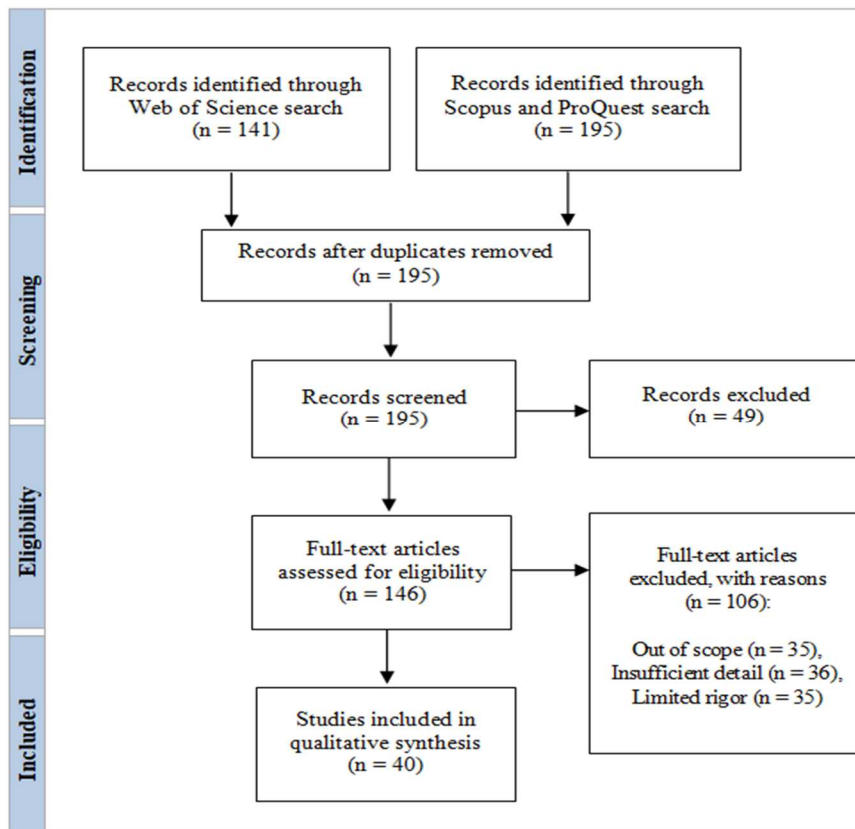 Identification
Records identified through
Web of Science search
(n = 141)
Records identified through
Scopus and ProQuest search
(n = 195)
Screening
Records after duplicates removed
(n = 195)
Records screened
(n = 195)
Records excluded
(n = 49)
Eligibility
Full-text articles
assessed for eligibility
(n = 146)
Full-text articles
excluded, with reasons
(n = 106):
Out of scope (n = 35),
Insufficient detail (n = 36),
Limited rigor (n = 35)
Included
Studies included in
qualitative synthesis
(n = 40)